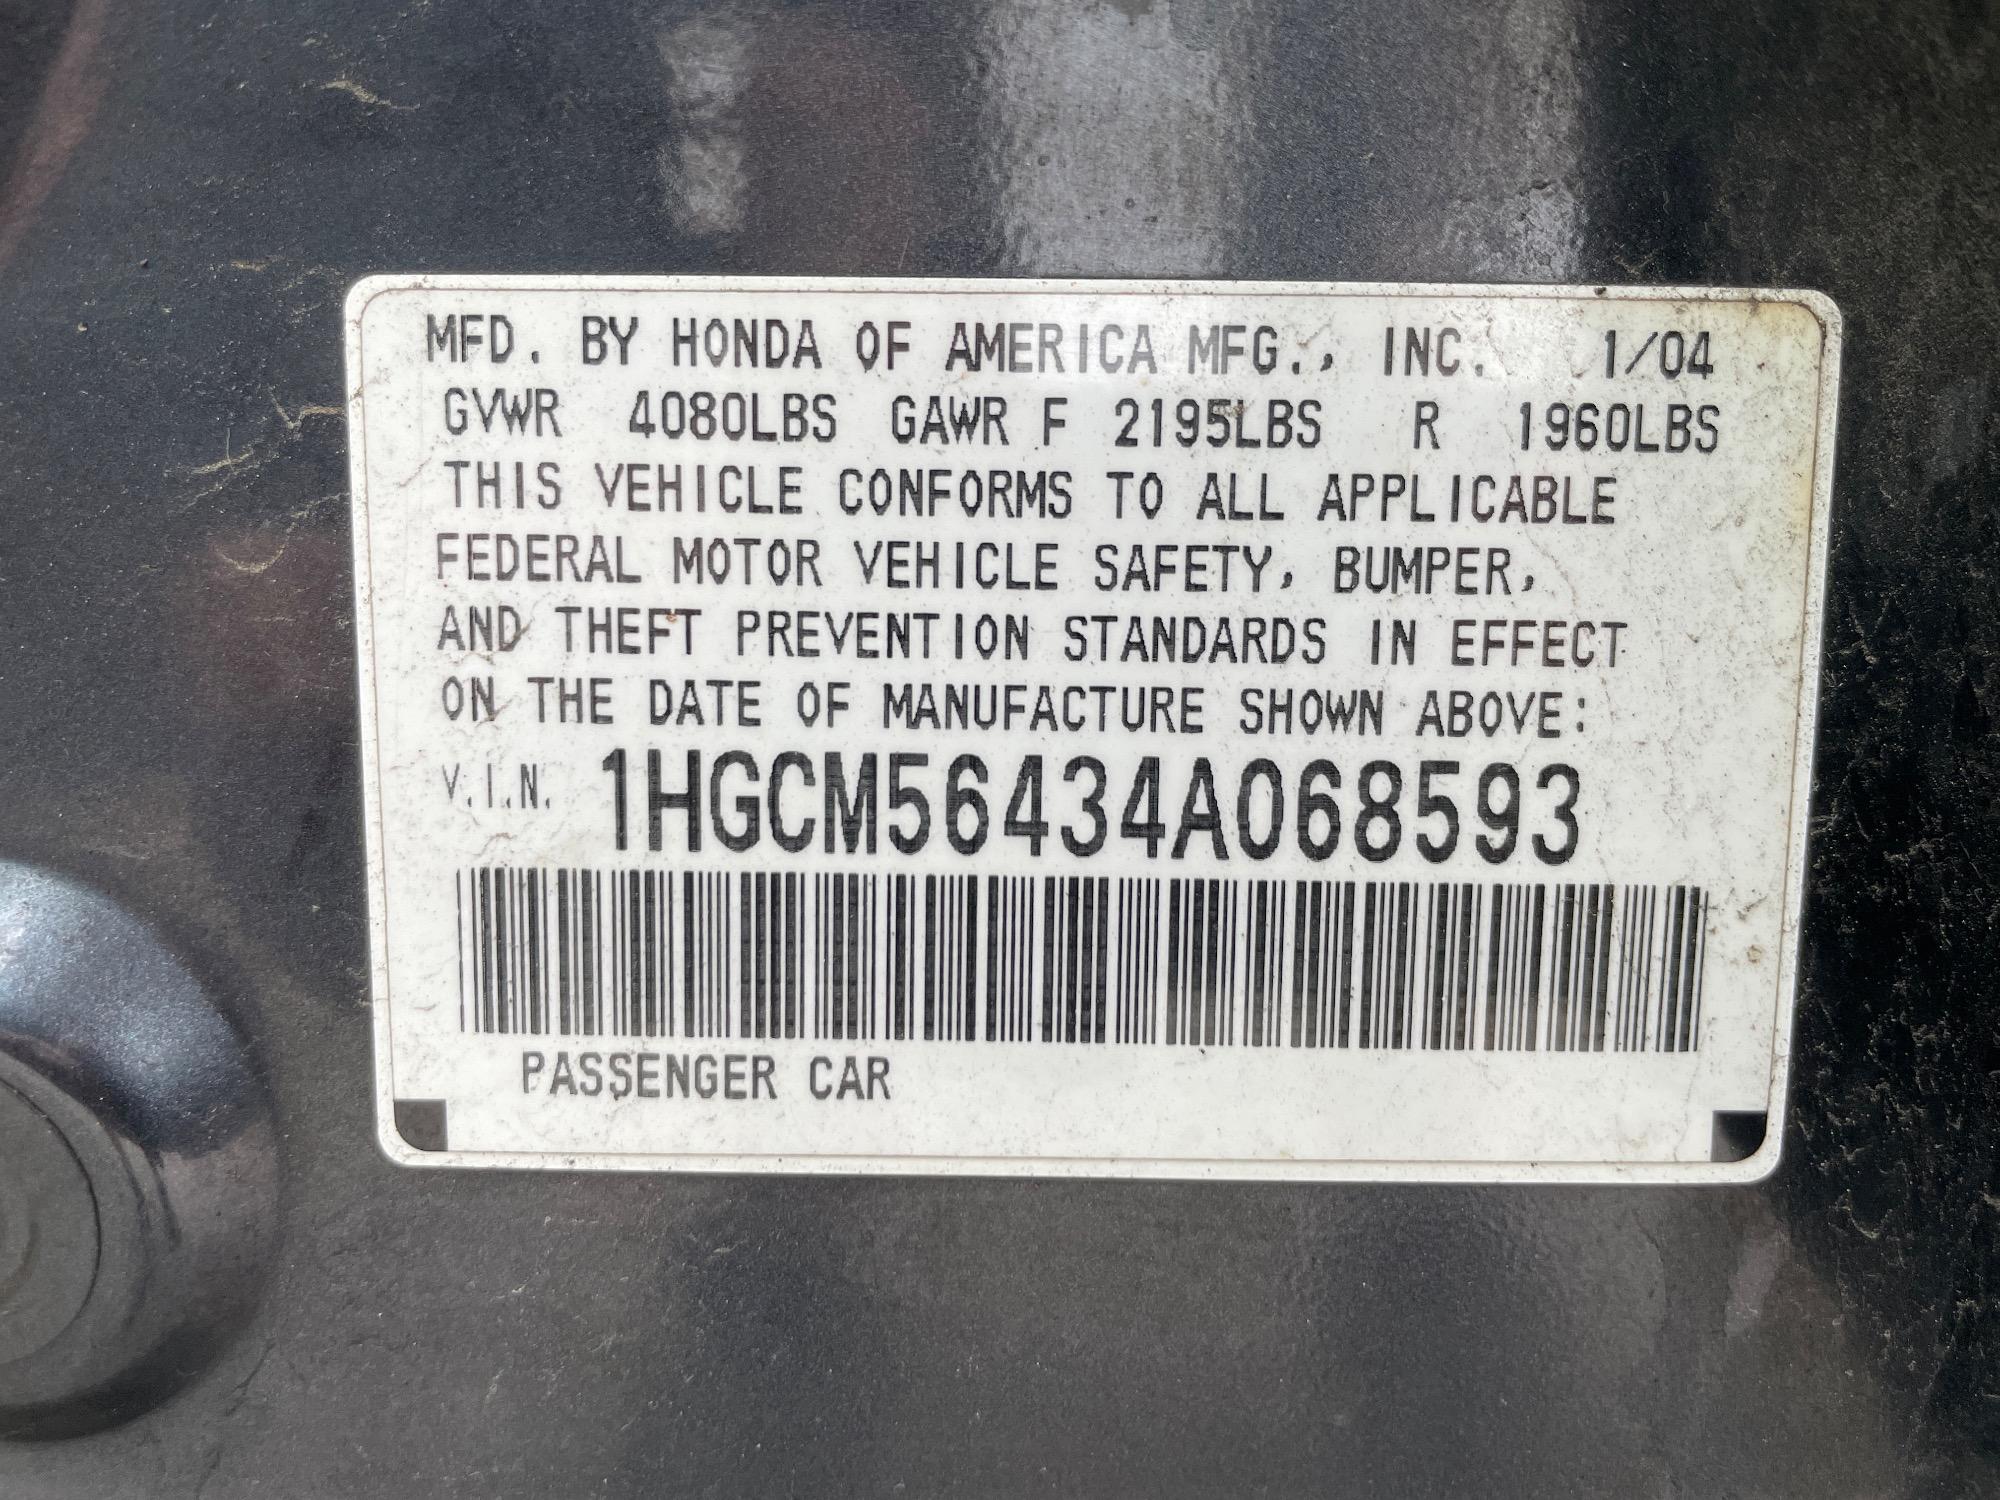 MFD. BY HONDA OF AMERICA MFG., INC. 1/04
GVWR 4080LBS GAWR F 2195LBS R 1960LBS
THIS VEHICLE CONFORMS TO ALL APPLICABLE
FEDERAL MOTOR VEHICLE SAFETY, BUMPER,
AND THEFT PREVENTION STANDARDS IN EFFECT
ON THE DATE OF MANUFACTURE SHOWN ABOVE:
V.I.N. 1HGCM56434A068593
PASSENGER CAR